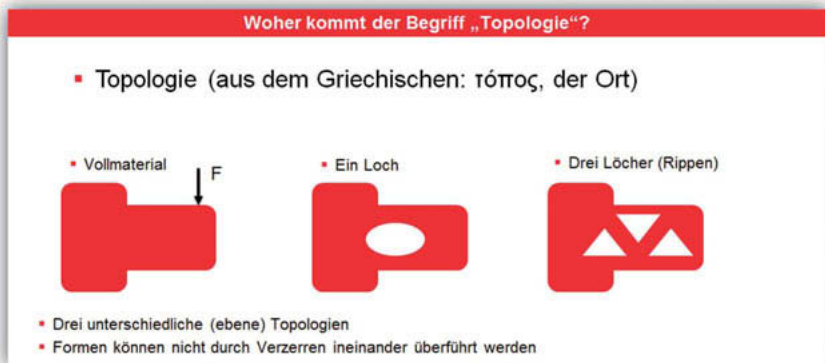 Woher kommt der Begriff „Topologie“?
Topologie (aus dem Griechischen: τόπος, der Ort)
Vollmaterial
F
Ein Loch
Drei Löcher (Rippen)
Drei unterschiedliche (ebene) Topologien
Formen können nicht durch Verzerren ineinander überführt werden